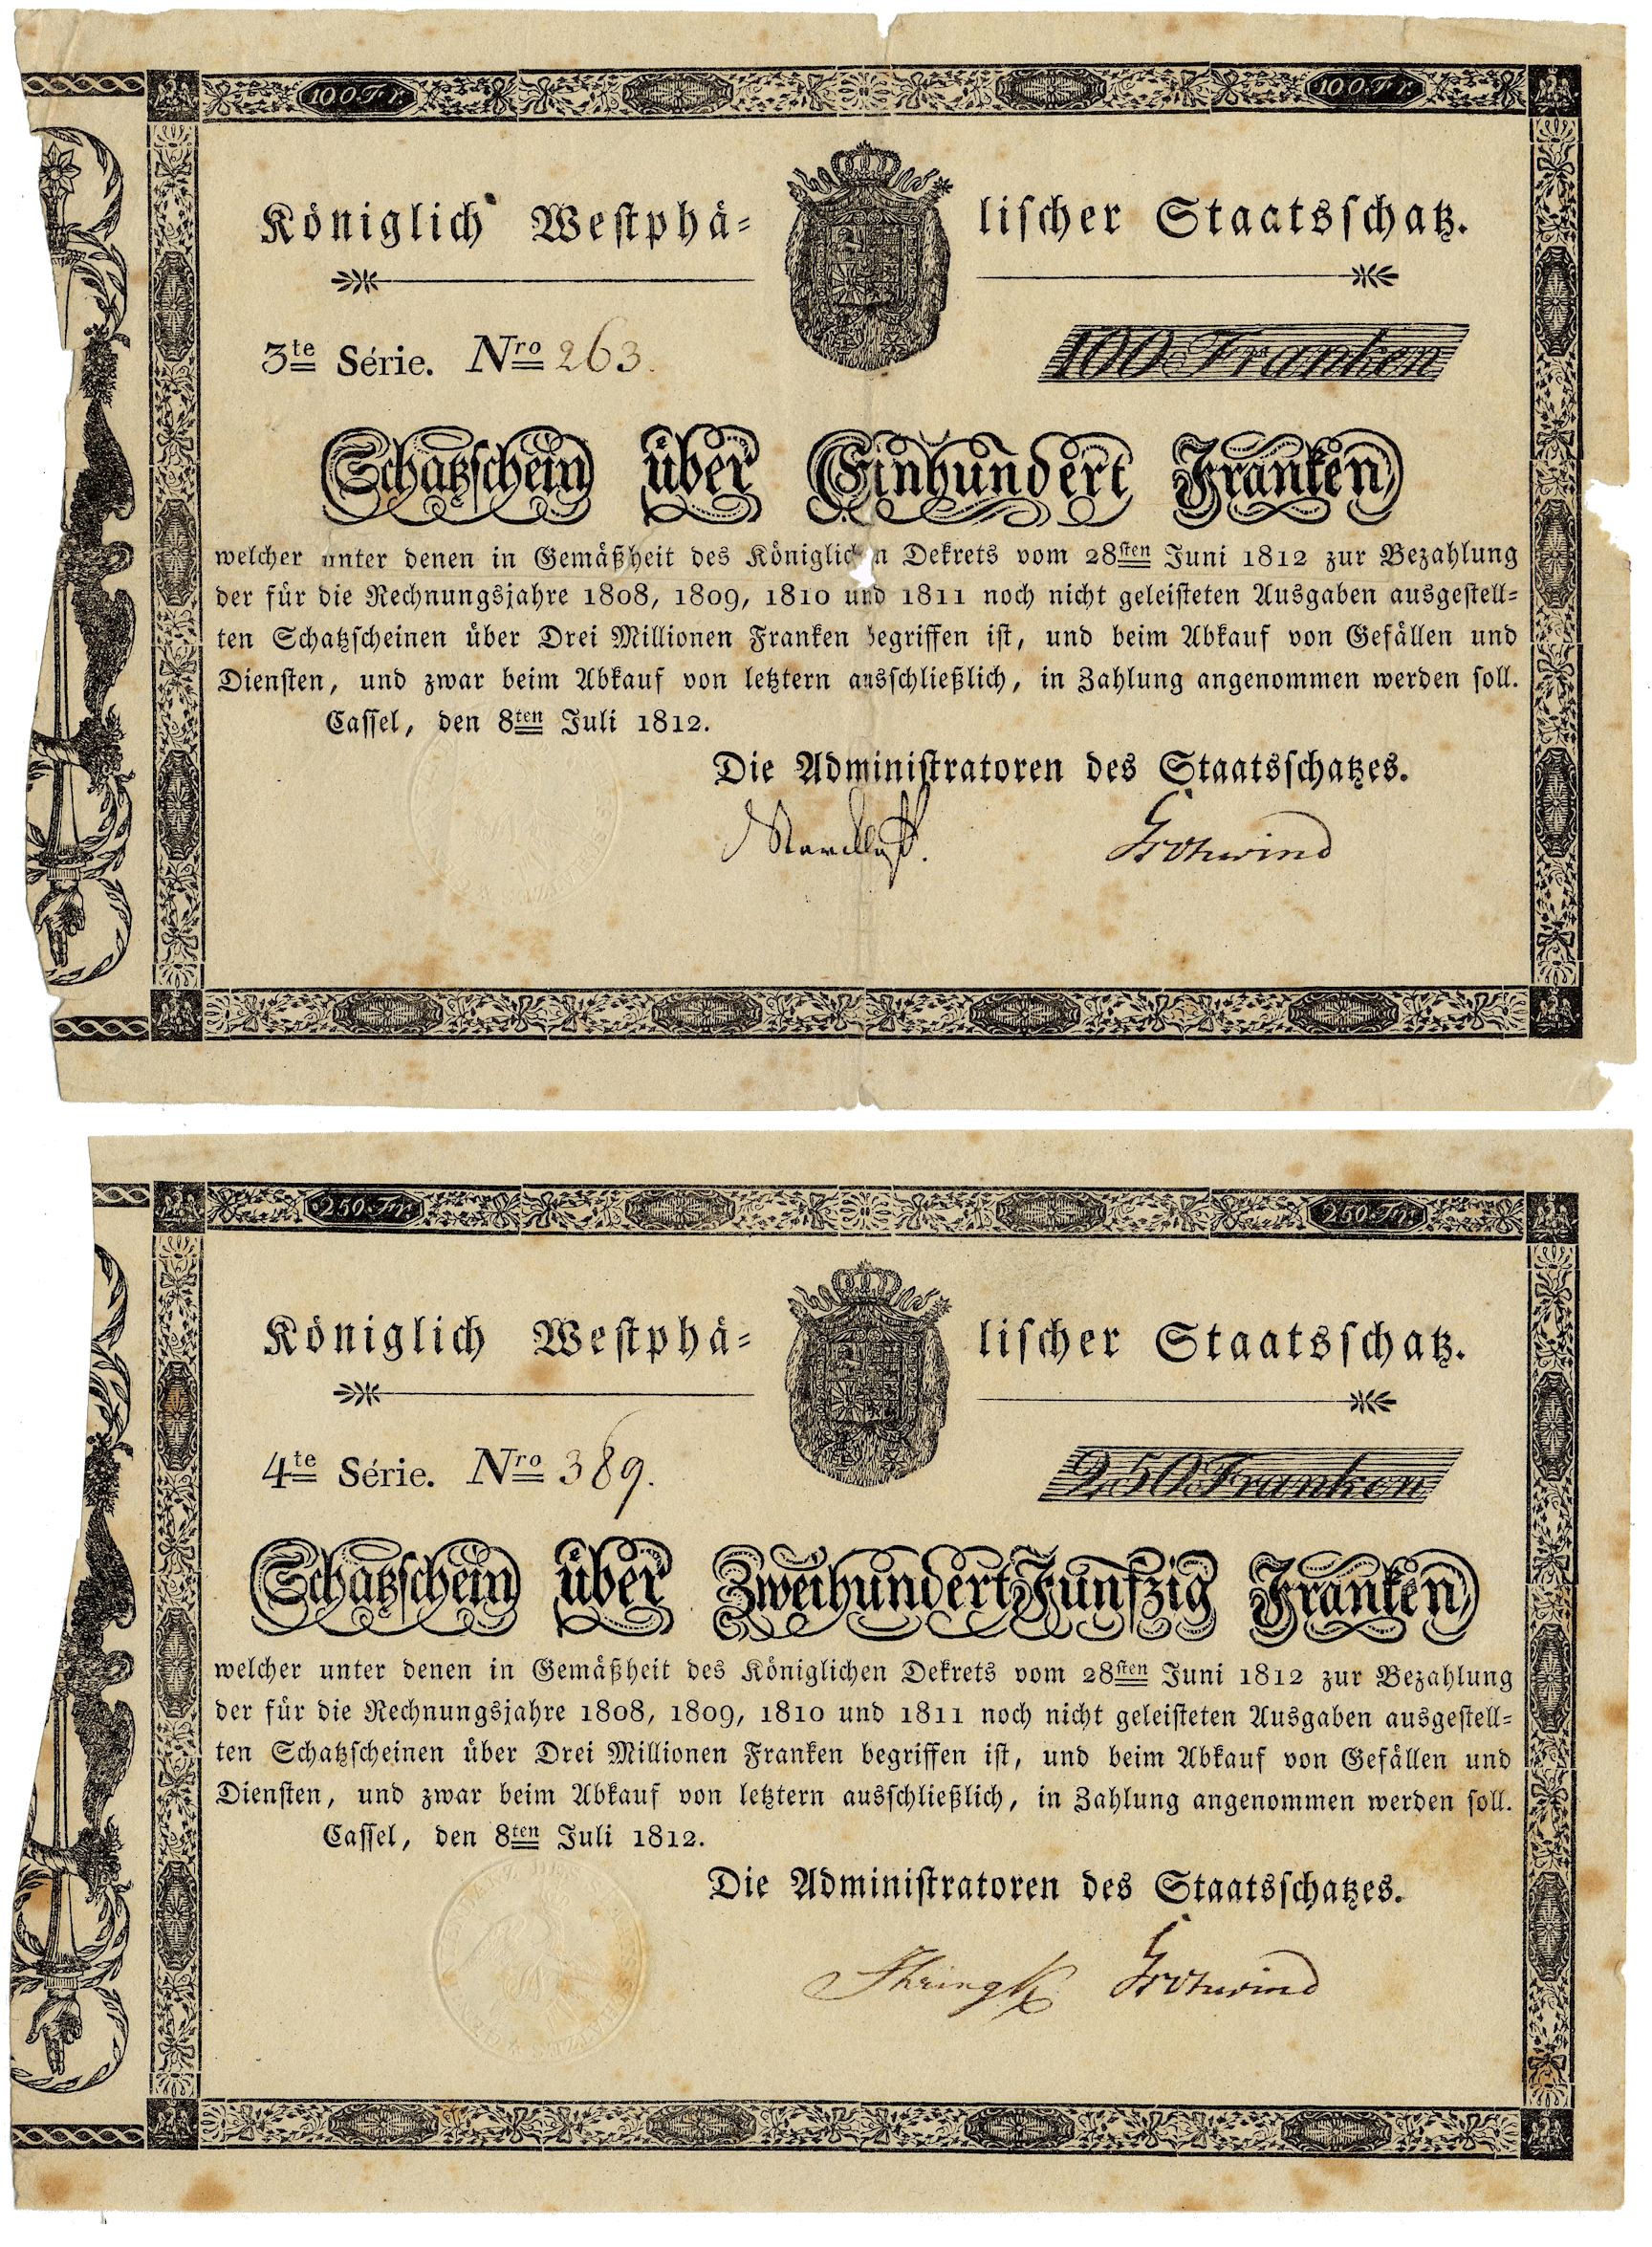 100 Fr.
100 Fr.
Königlich Westphä- lischer Staatsschatz.
3te Série. Nro 263.
100 Franken
Schatzschein über Einhundert Franken
welcher unter denen in Gemäßheit des Königlichen Dekrets vom 28sten Juni 1812 zur Bezahlung
der für die Rechnungsjahre 1808, 1809, 1810 und 1811 noch nicht geleisteten Ausgaben ausgestell-
ten Schatzscheinen über Drei Millionen Franken begriffen ist, und beim Abkauf von Gefällen und
Diensten, und zwar beim Abkauf von letztern ausschließlich, in Zahlung angenommen werden soll.
Cassel, den 8ten Juli 1812.
Die Administratoren des Staatsschatzes.
250 Fr.
250 Fr.
Königlich Westphä- lischer Staatsschatz.
4te Série. Nro 389.
250 Franken
Schatzschein über Zweihundert Funfzig Franken
welcher unter denen in Gemäßheit des Königlichen Dekrets vom 28sten Juni 1812 zur Bezahlung
der für die Rechnungsjahre 1808, 1809, 1810 und 1811 noch nicht geleisteten Ausgaben ausgestell-
ten Schatzscheinen über Drei Millionen Franken begriffen ist, und beim Abkauf von Gefällen und
Diensten, und zwar beim Abkauf von letztern ausschließlich, in Zahlung angenommen werden soll.
Cassel, den 8ten Juli 1812.
Die Administratoren des Staatsschatzes.